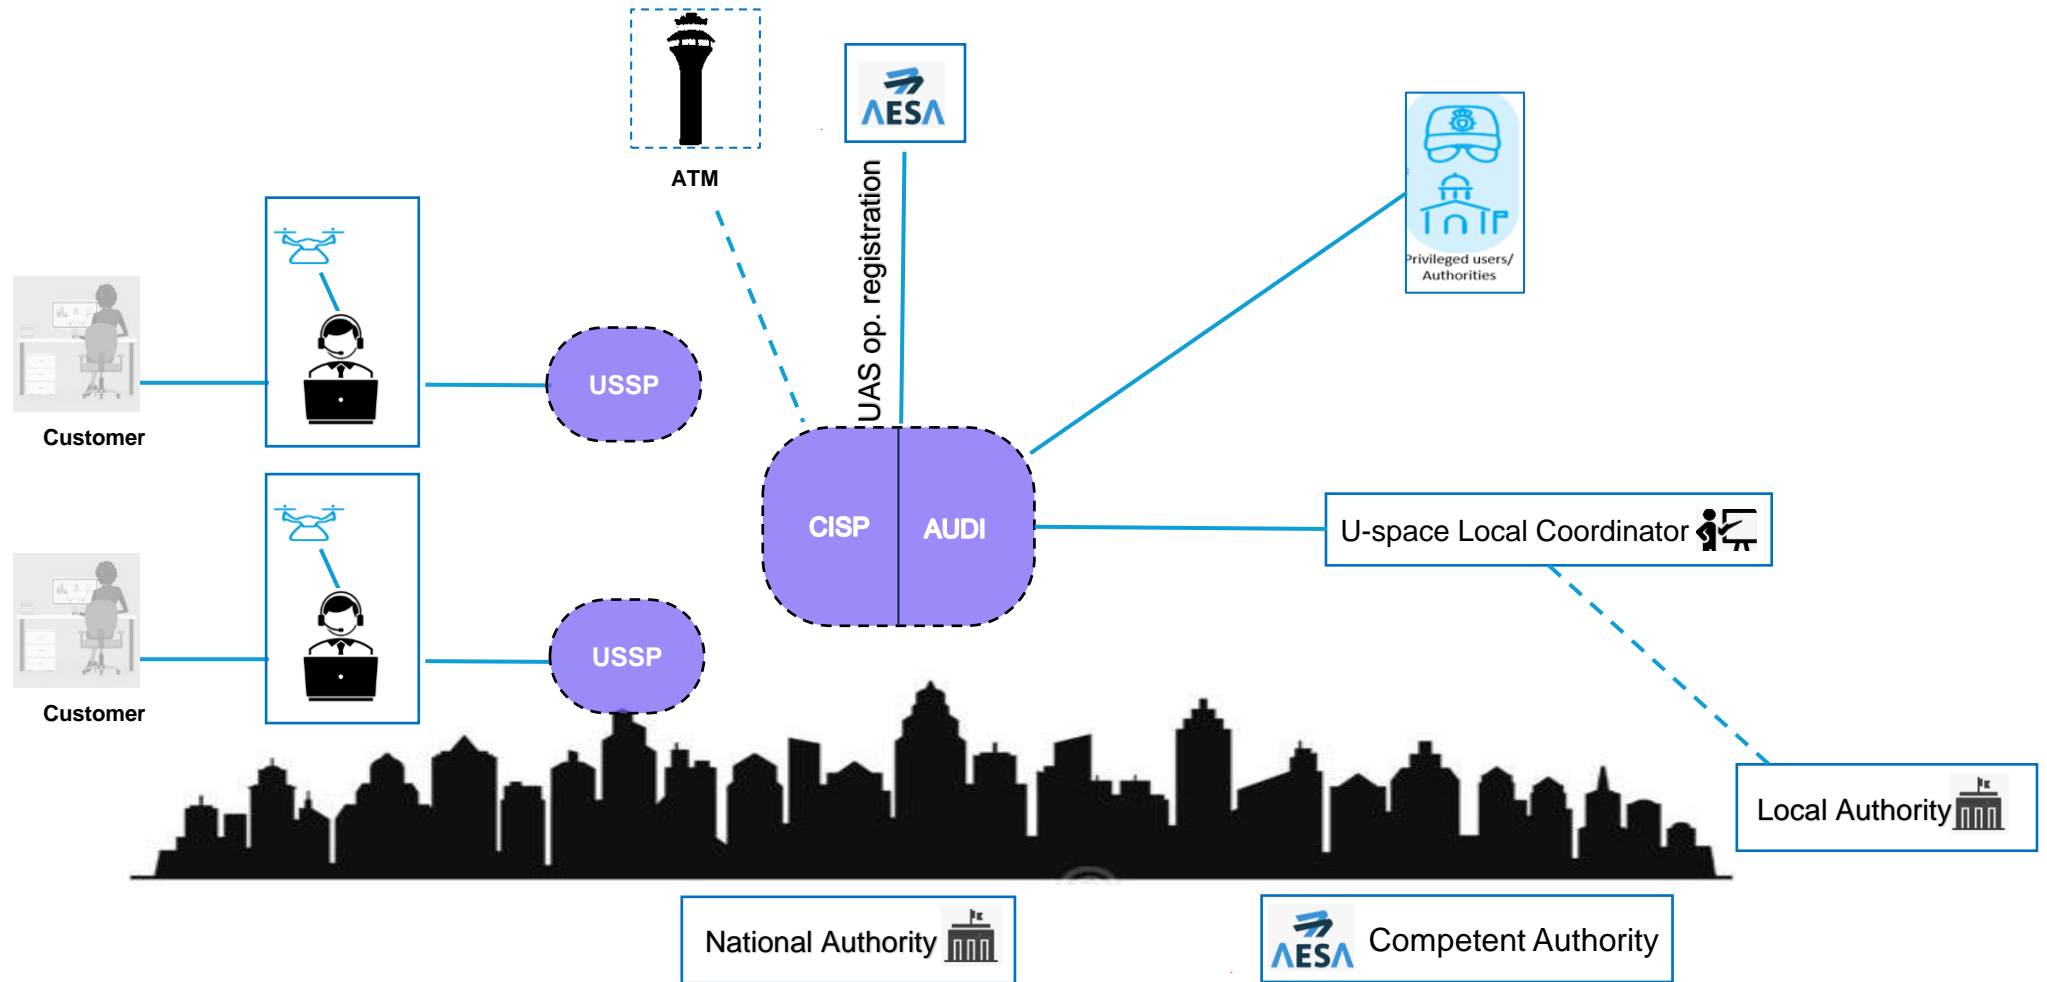 AESA
ATM
UAS op. registration
Privileged users/
Authorities
USSP
Customer
CISP
AUDI
U-space Local Coordinator
USSP
Customer
Local Authority
National Authority
AESA
Competent Authority